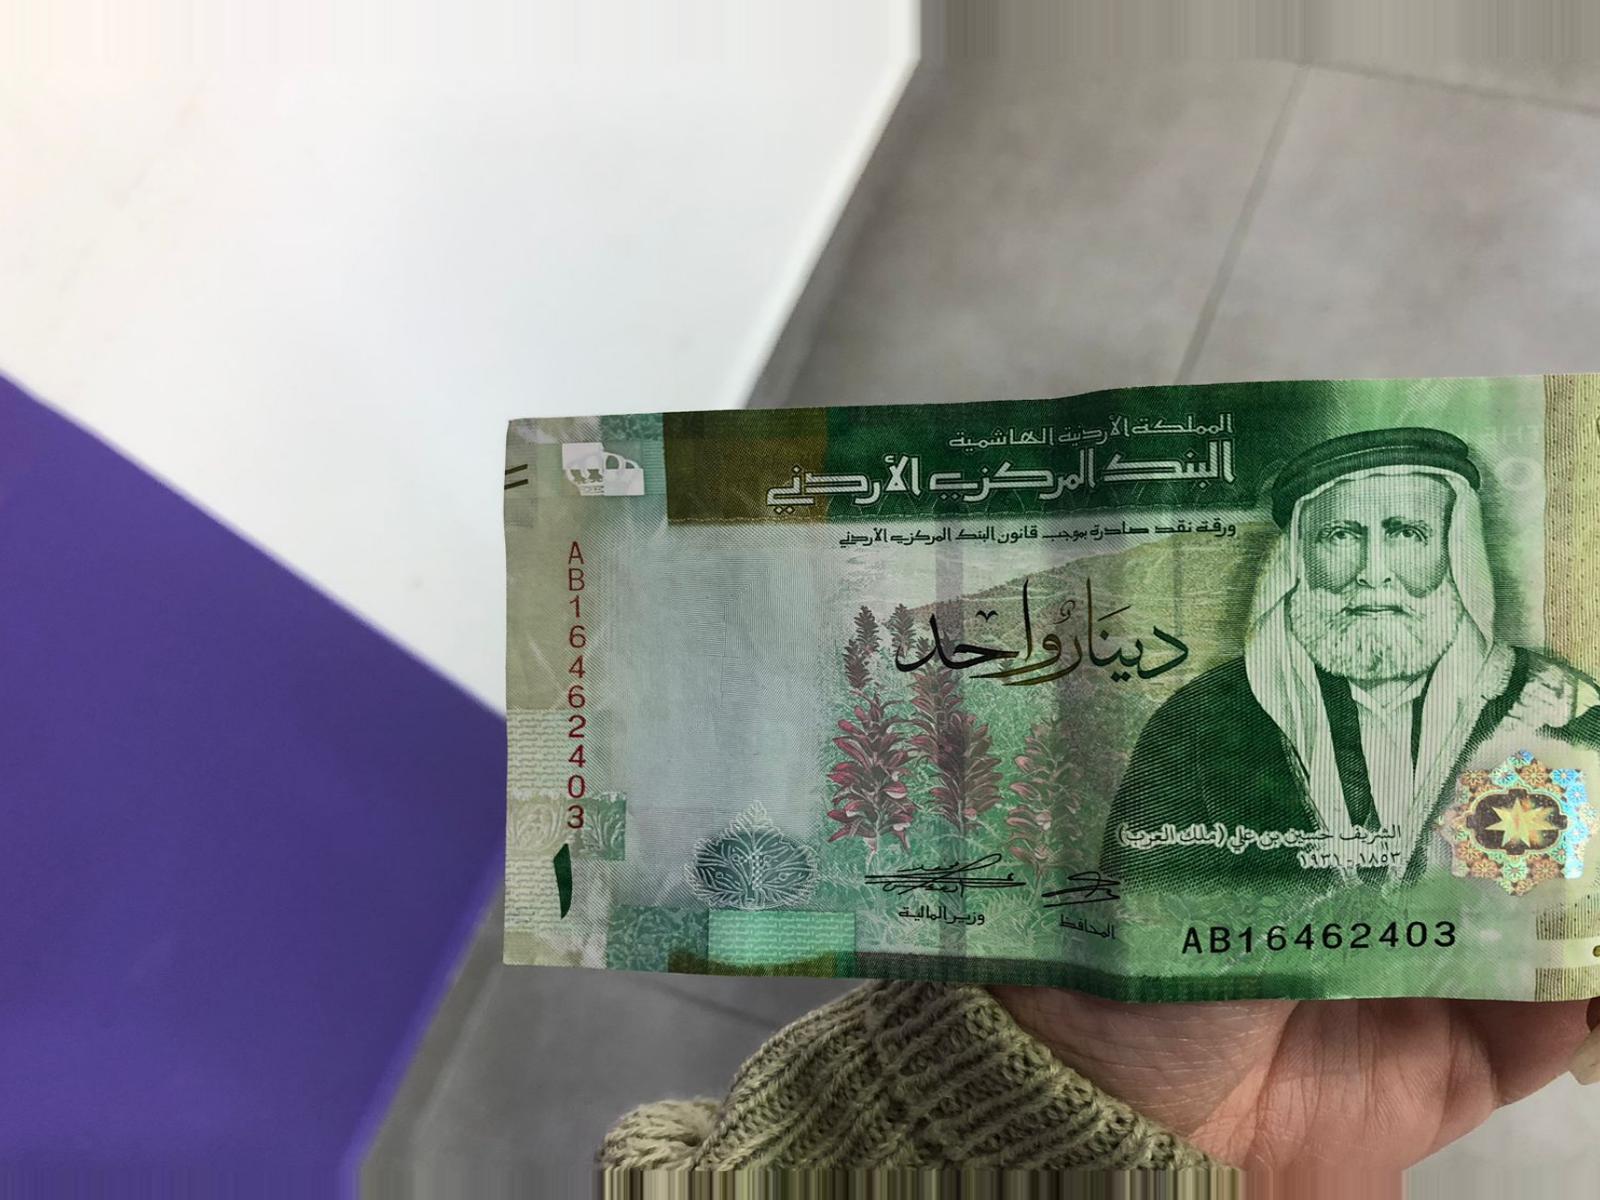 المملكة الأردنية الهاشمية
البنك المركزي الأردني
ورقة نقد صادرة بموجب قانون البنك المركزي الأردني
دينار واحد
AB16462403
١
الشريف حسين بن علي (ملك العرب)
١٨٥٣ - ١٩٣١
وزير المالية
المحافظ
AB16462403